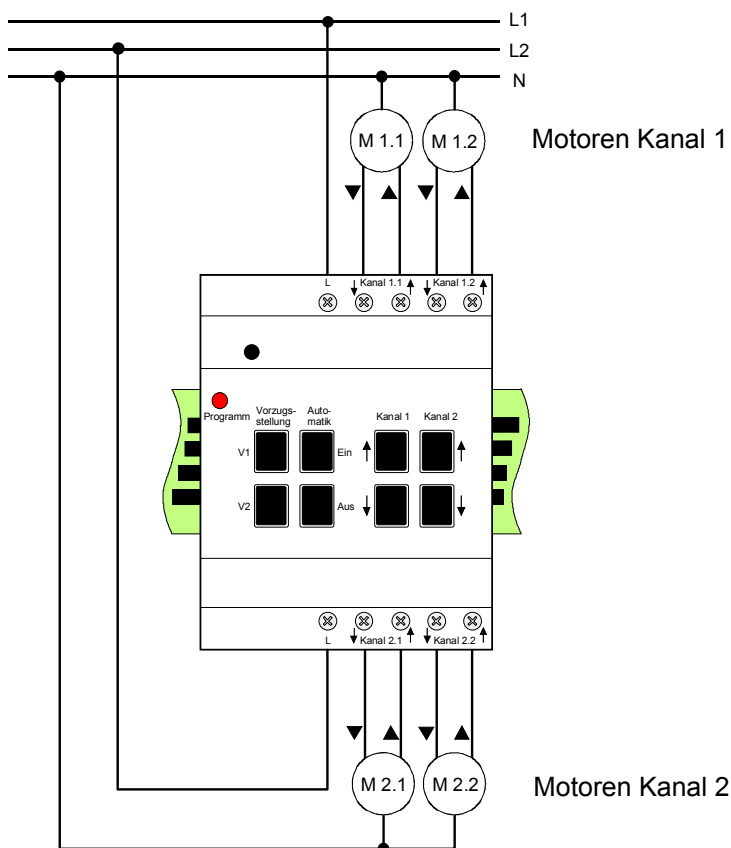 L1
L2
N
M 1.1
M 1.2
Motoren Kanal 1
L
Kanal 1.1
Kanal 1.2
Programm
Vorzugs-
stellung
Auto-
matik
Kanal 1
Kanal 2
V1
Ein
V2
Aus
L
Kanal 2.1
Kanal 2.2
M 2.1
M 2.2
Motoren Kanal 2